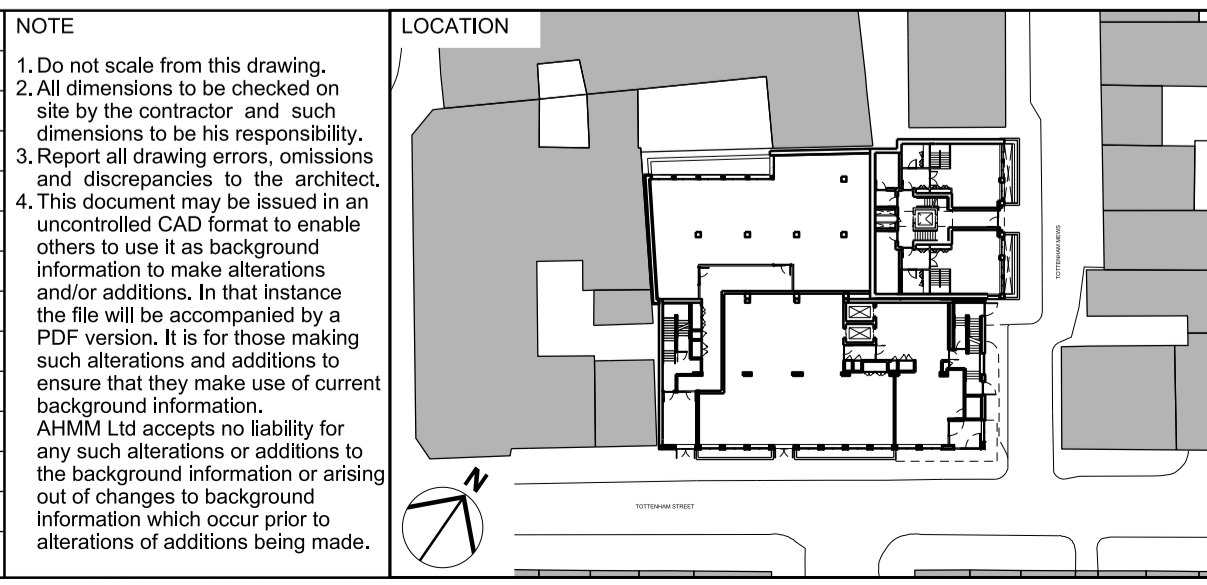 NOTE
1. Do not scale from this drawing.
2. All dimensions to be checked on
site by the contractor and such
dimensions to be his responsibility.
3. Report all drawing errors, omissions
and discrepancies to the architect.
4. This document may be issued in an
uncontrolled CAD format to enable
others to use it as background
information to make alterations
and/or additions. In that instance
the file will be accompanied by a
PDF version. It is for those making
such alterations and additions to
ensure that they make use of current
background information.
AHMM Ltd accepts no liability for
any such alterations or additions to
the background information or arising
out of changes to background
information which occur prior to
alterations of additions being made.
LOCATION
TOTTENHAM MEWS
N
TOTTENHAM STREET